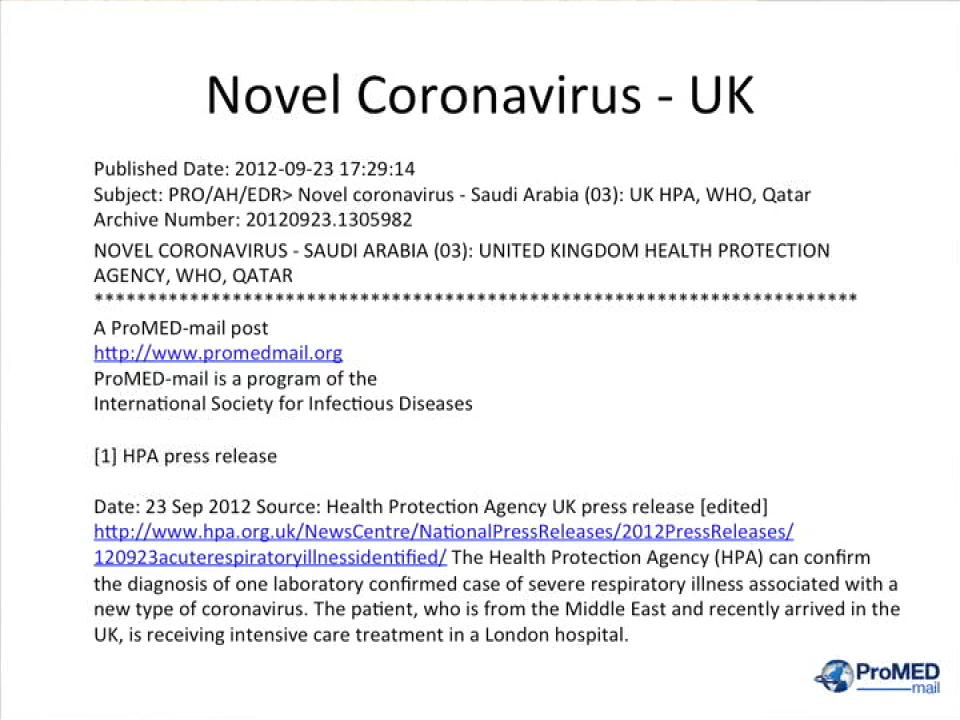 Novel Coronavirus - UK
Published Date: 2012-09-23 17:29:14
Subject: PRO/AH/EDR> Novel coronavirus - Saudi Arabia (03): UK HPA, WHO, Qatar
Archive Number: 20120923.1305982
NOVEL CORONAVIRUS - SAUDI ARABIA (03): UNITED KINGDOM HEALTH PROTECTION
AGENCY, WHO, QATAR
************************************************************************
A ProMED-mail post
http://www.promedmail.org
ProMED-mail is a program of the
International Society for Infectious Diseases
[1] HPA press release
Date: 23 Sep 2012 Source: Health Protection Agency UK press release [edited]
http://www.hpa.org.uk/NewsCentre/NationalPressReleases/2012PressReleases/
120923acuterespiratoryillnessidentified/ The Health Protection Agency (HPA) can confirm
the diagnosis of one laboratory confirmed case of severe respiratory illness associated with a
new type of coronavirus. The patient, who is from the Middle East and recently arrived in the
UK, is receiving intensive care treatment in a London hospital.
ProMED
mail